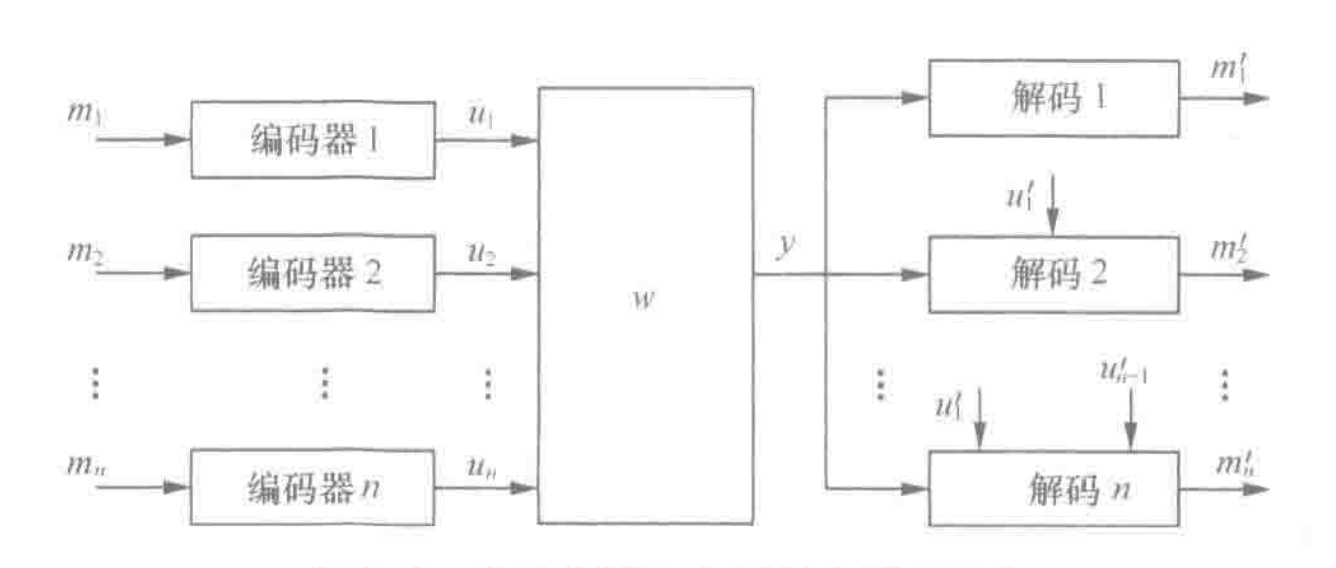 m₁ 编码器 1 u₁ 解码 1 m′₁
u′₁
m₂ 编码器 2 u₂ w y 解码 2 m′₂
⋮ ⋮ ⋮ ⋮ ⋮
u′₁ u′ₙ₋₁
mₙ 编码器 n uₙ 解码 n m′ₙ